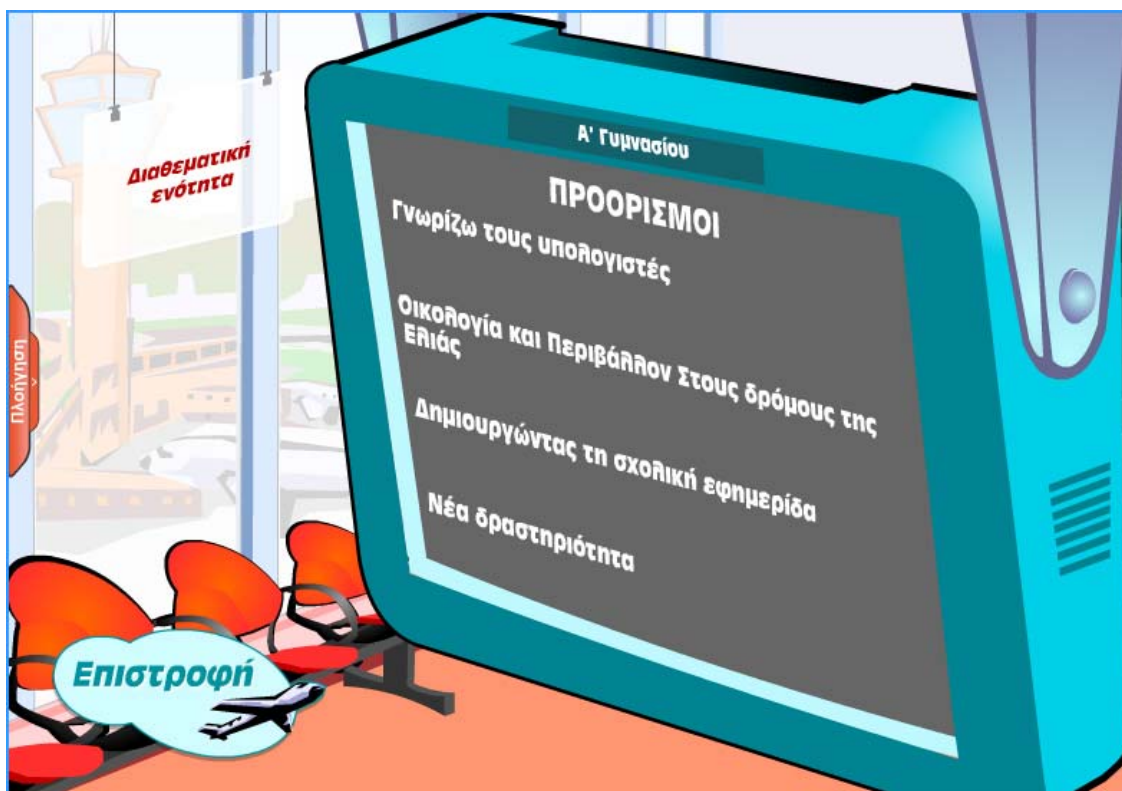 Διαθεματική
ενότητα
Α' Γυμνασίου
ΠΡΟΟΡΙΣΜΟΙ
Γνωρίζω τους υπολογιστές
Οικολογία και Περιβάλλον Στους δρόμους της
Ελιάς
Δημιουργώντας τη σχολική εφημερίδα
Νέα δραστηριότητα
Πλοήγηση
Επιστροφή